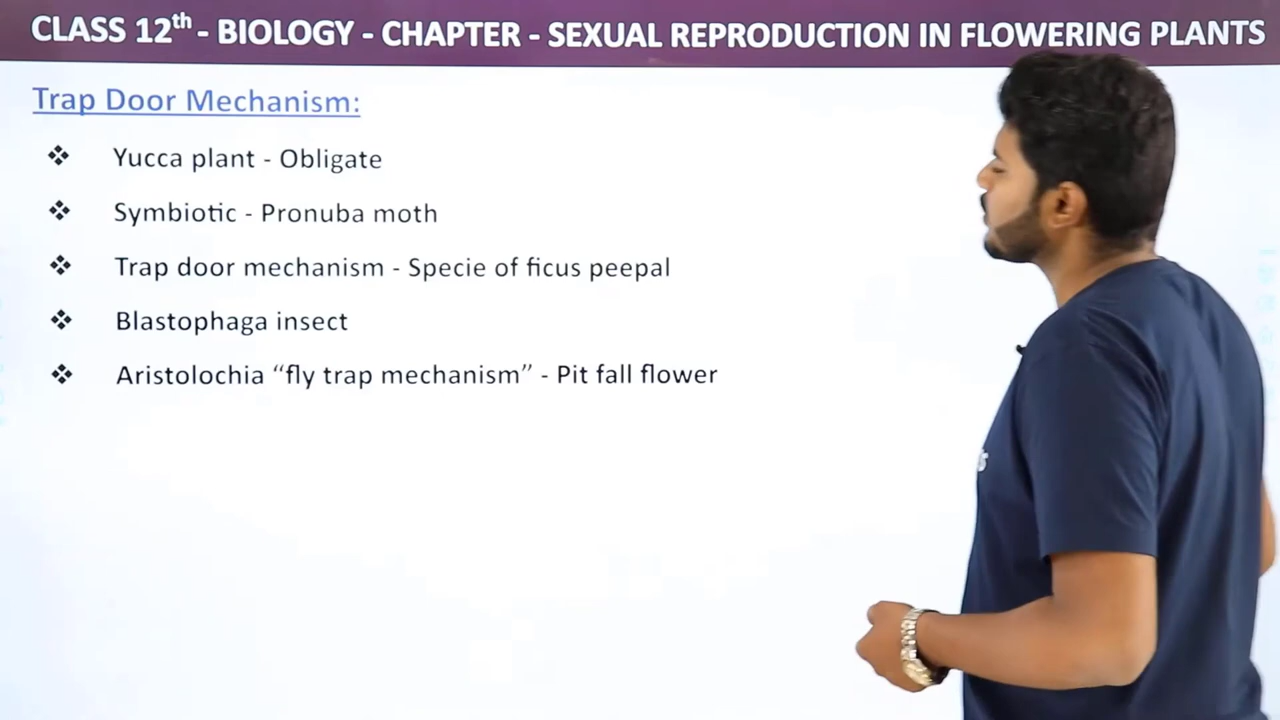 CLASS 12th - BIOLOGY - CHAPTER - SEXUAL REPRODUCTION IN FLOWERING PLANTS
Trap Door Mechanism:
❖ Yucca plant - Obligate
❖ Symbiotic - Pronuba moth
❖ Trap door mechanism - Specie of ficus peepal
❖ Blastophaga insect
❖ Aristolochia “fly trap mechanism” - Pit fall flower